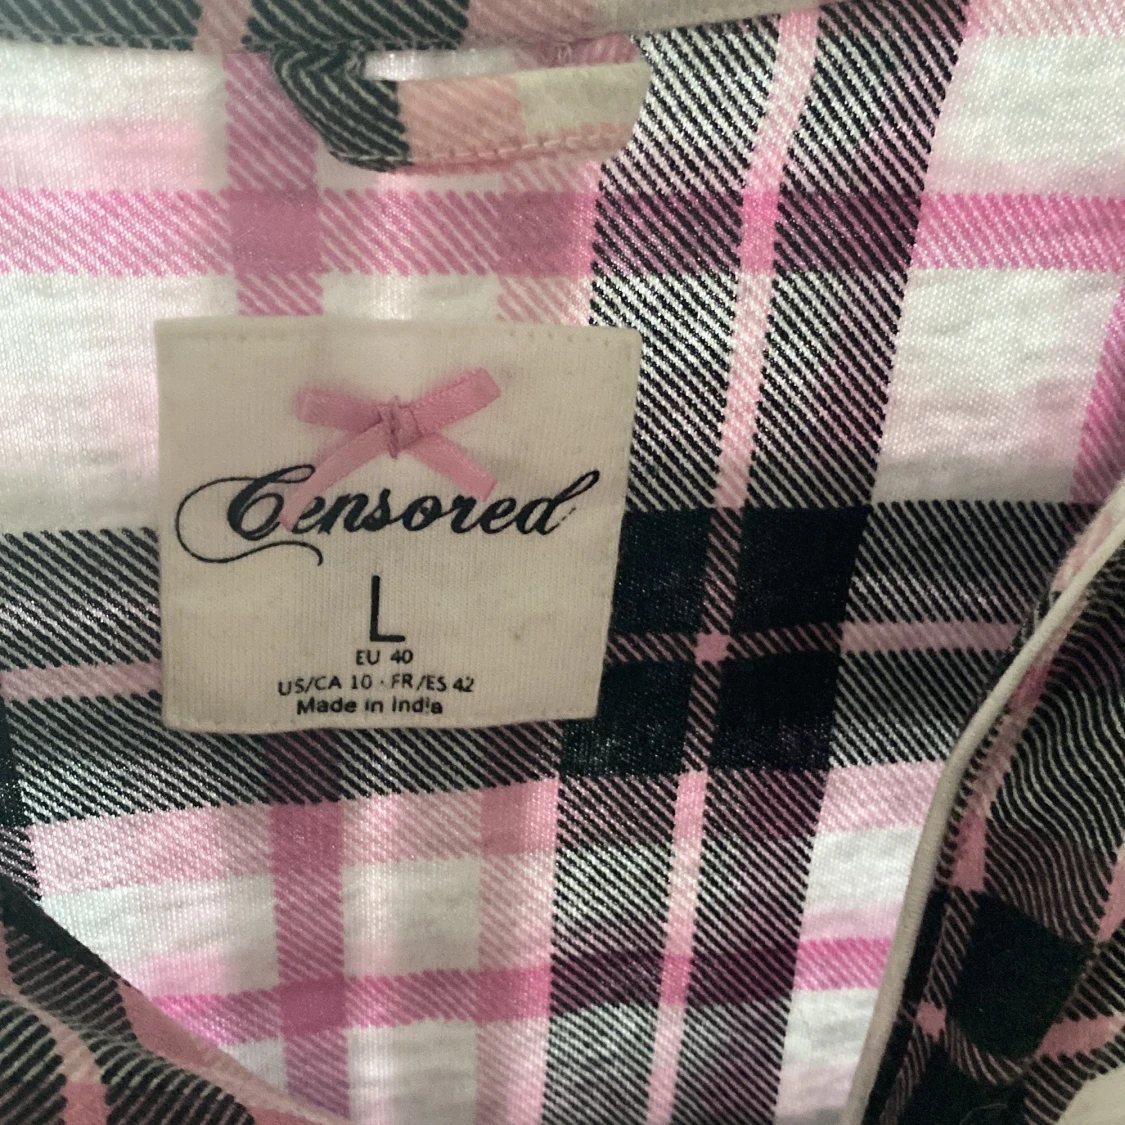 Censored
L
EU 40
US/CA 10 · FR/ES 42
Made in India